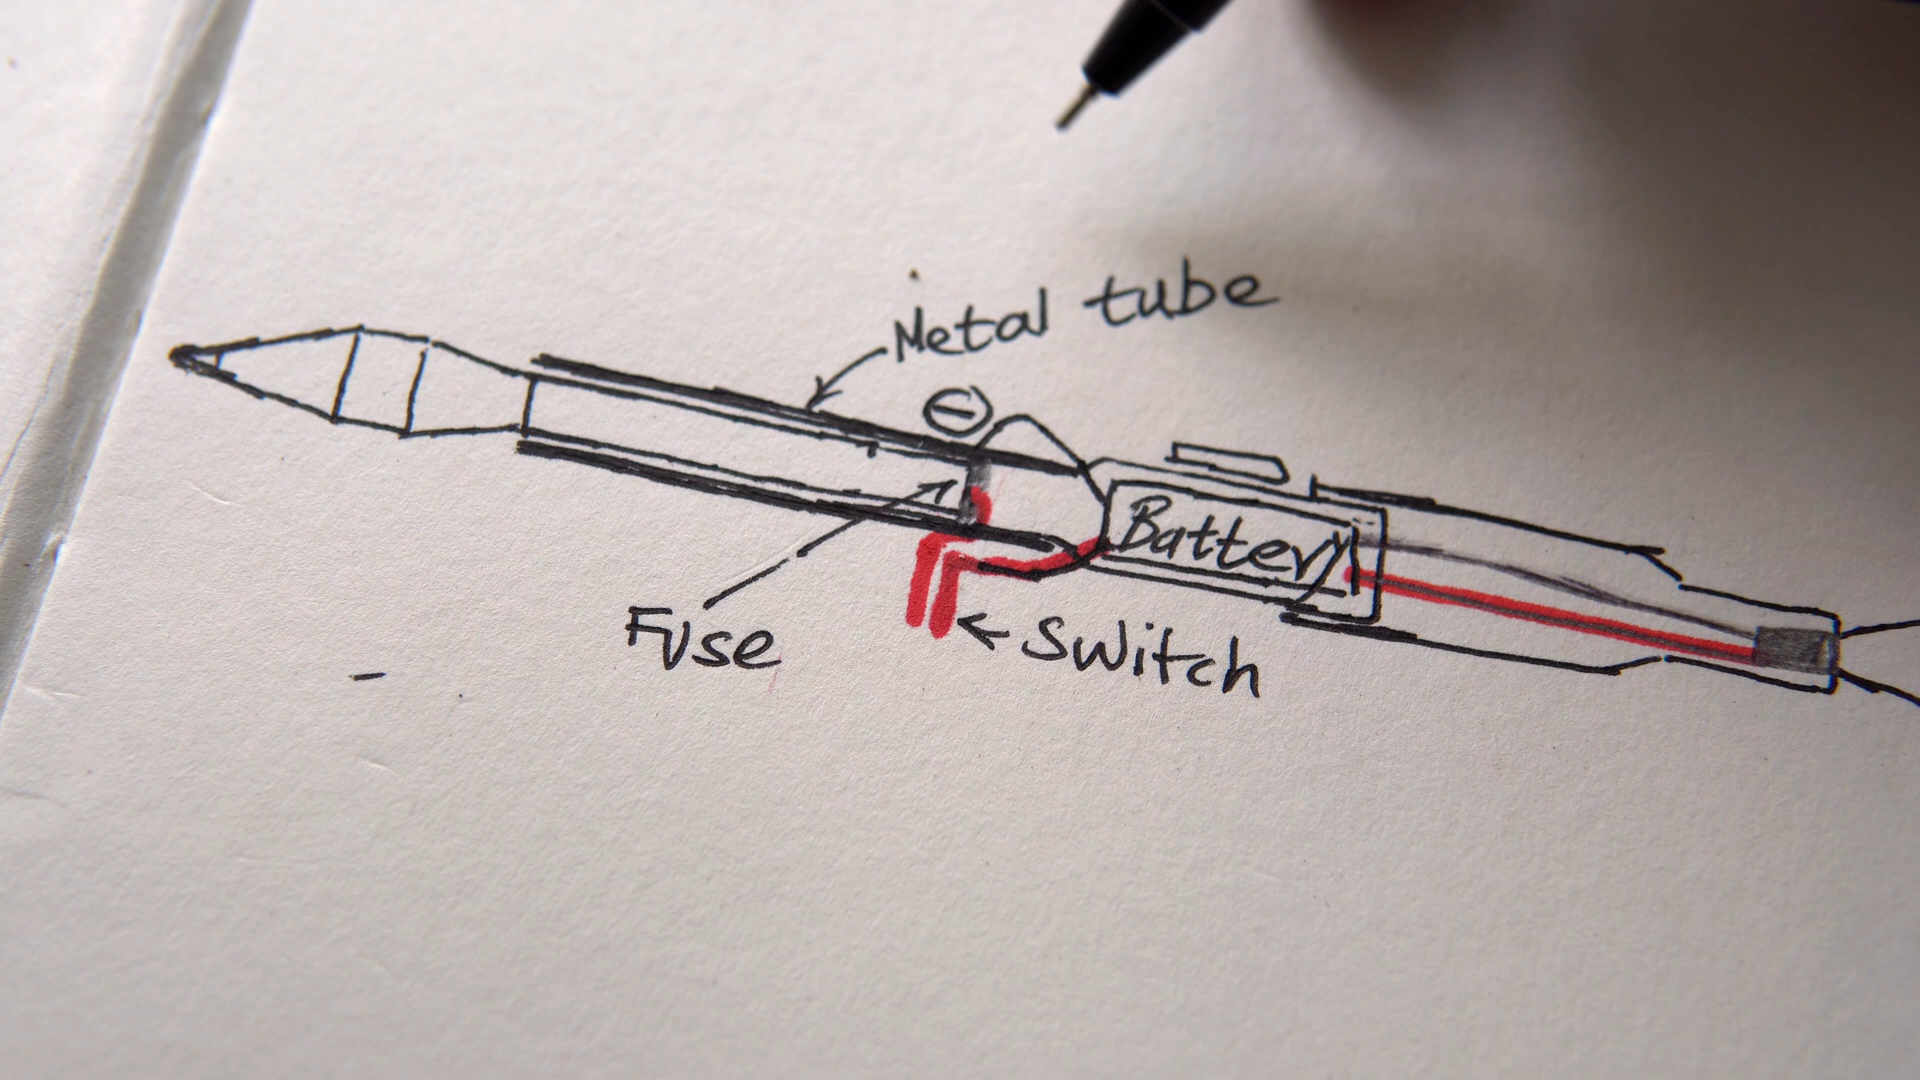 Metal tube
⊖
Battery
Fuse
← Switch